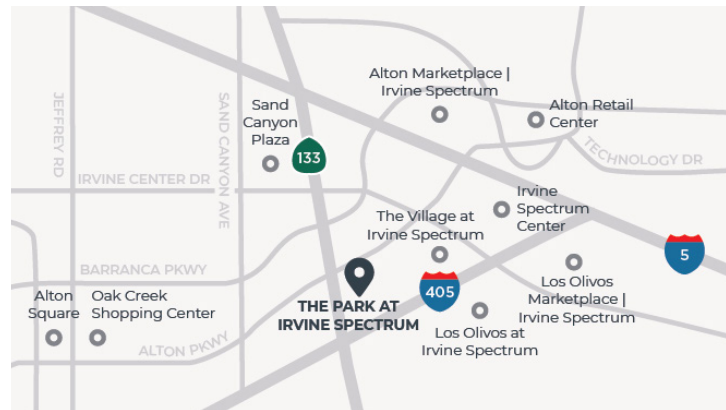 Alton Marketplace |
Irvine Spectrum
Sand
Canyon
Plaza
Alton Retail
Center
JEFFREY RD
SAND CANYON AVE
133
TECHNOLOGY DR
IRVINE CENTER DR
Irvine
Spectrum
Center
The Village at
Irvine Spectrum
5
BARRANCA PKWY
405
Los Olivos
Marketplace |
Irvine Spectrum
Alton
Square
Oak Creek
Shopping Center
THE PARK AT
IRVINE SPECTRUM
Los Olivos at
Irvine Spectrum
ALTON PKWY